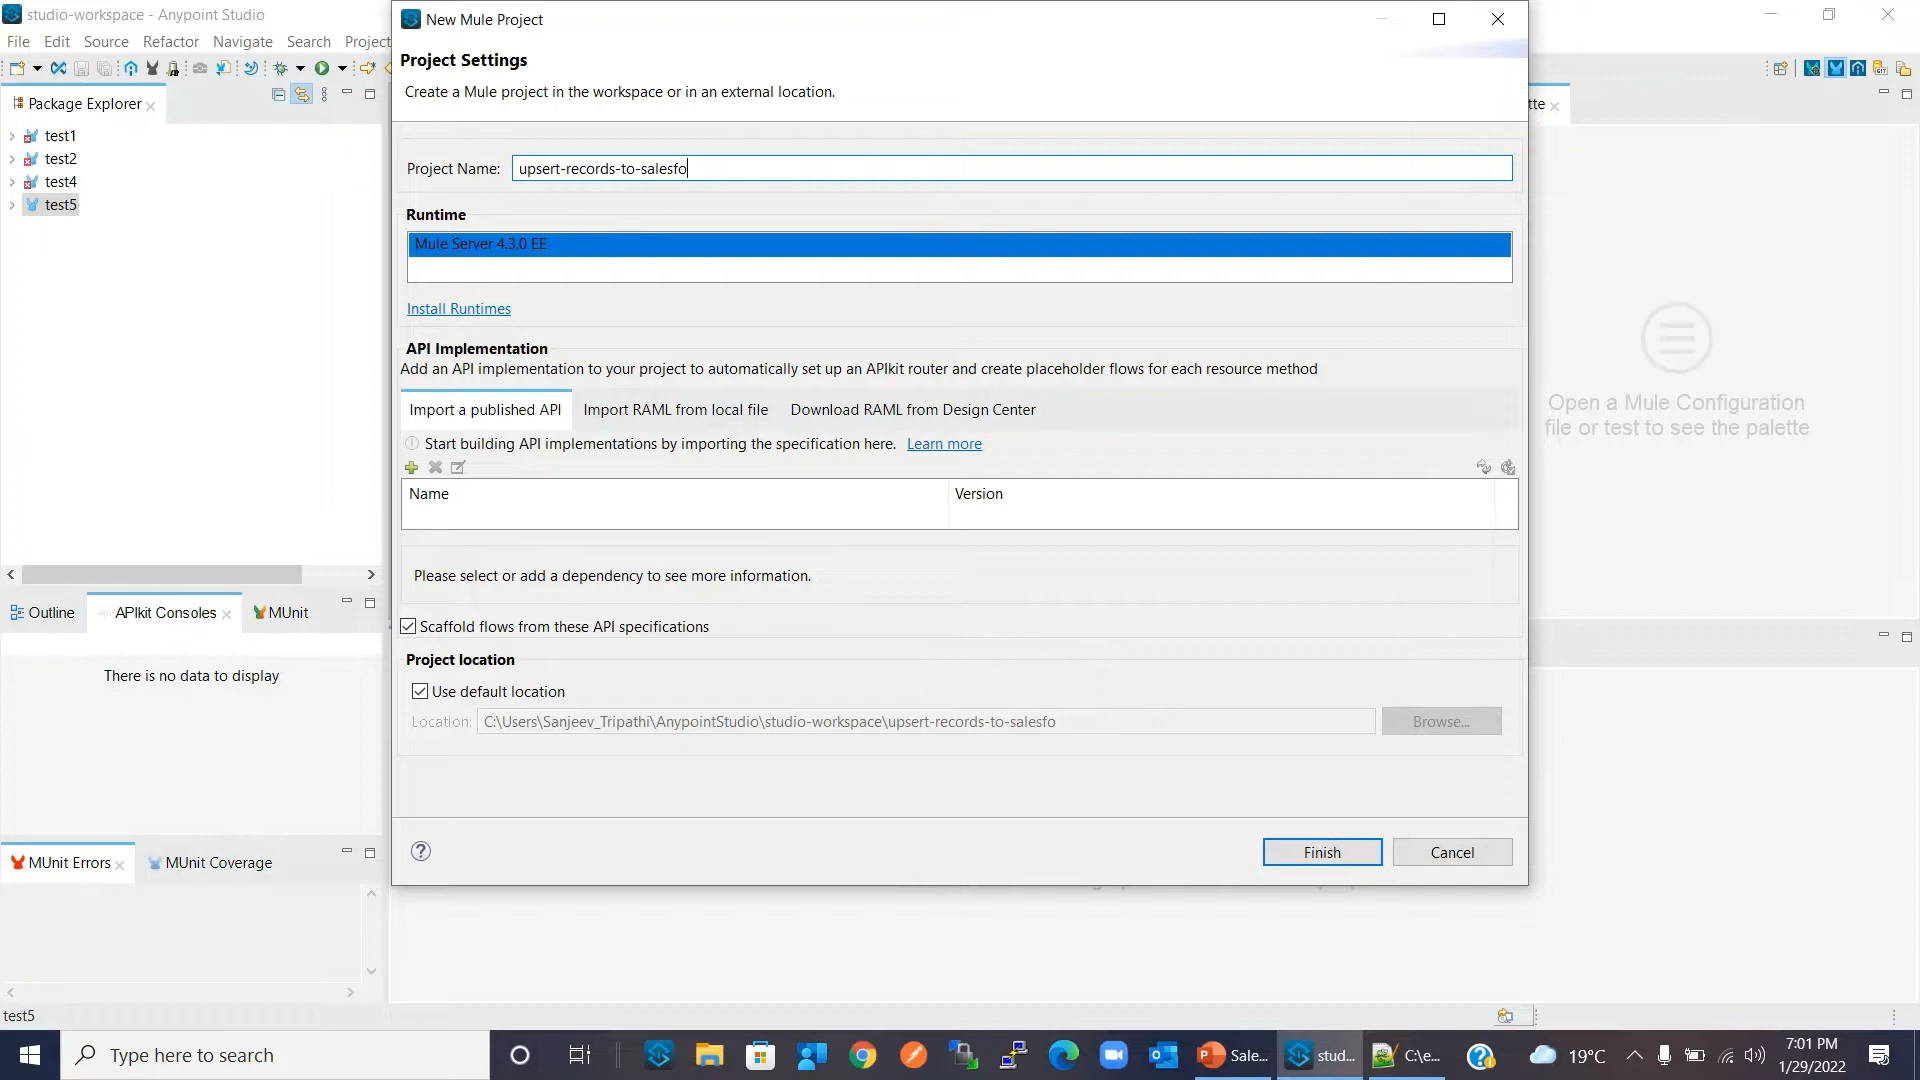 studio-workspace - Anypoint Studio
File Edit Source Refactor Navigate Search Project
Package Explorer
test1
test2
test4
test5
Outline
APIkit Consoles
MUnit
There is no data to display
MUnit Errors
MUnit Coverage
test5
New Mule Project
Project Settings
Create a Mule project in the workspace or in an external location.
Project Name: upsert-records-to-salesfo
Runtime
Mule Server 4.3.0 EE
Install Runtimes
API Implementation
Add an API implementation to your project to automatically set up an APIkit router and create placeholder flows for each resource method
Import a published API
Import RAML from local file
Download RAML from Design Center
Start building API implementations by importing the specification here. Learn more
Name
Version
Please select or add a dependency to see more information.
Scaffold flows from these API specifications
Project location
Use default location
Location: C:\Users\Sanjeev_Tripathi\AnypointStudio\studio-workspace\upsert-records-to-salesfo
Browse...
Finish
Cancel
tte
Open a Mule Configuration
file or test to see the palette
Type here to search
Sale...
stud...
C:\e...
19°C
7:01 PM
1/29/2022